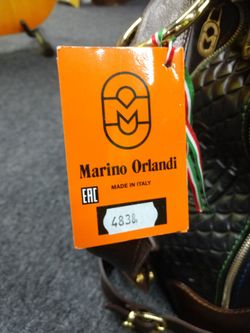 Marino Orlandi
MADE IN ITALY
EAC
4838